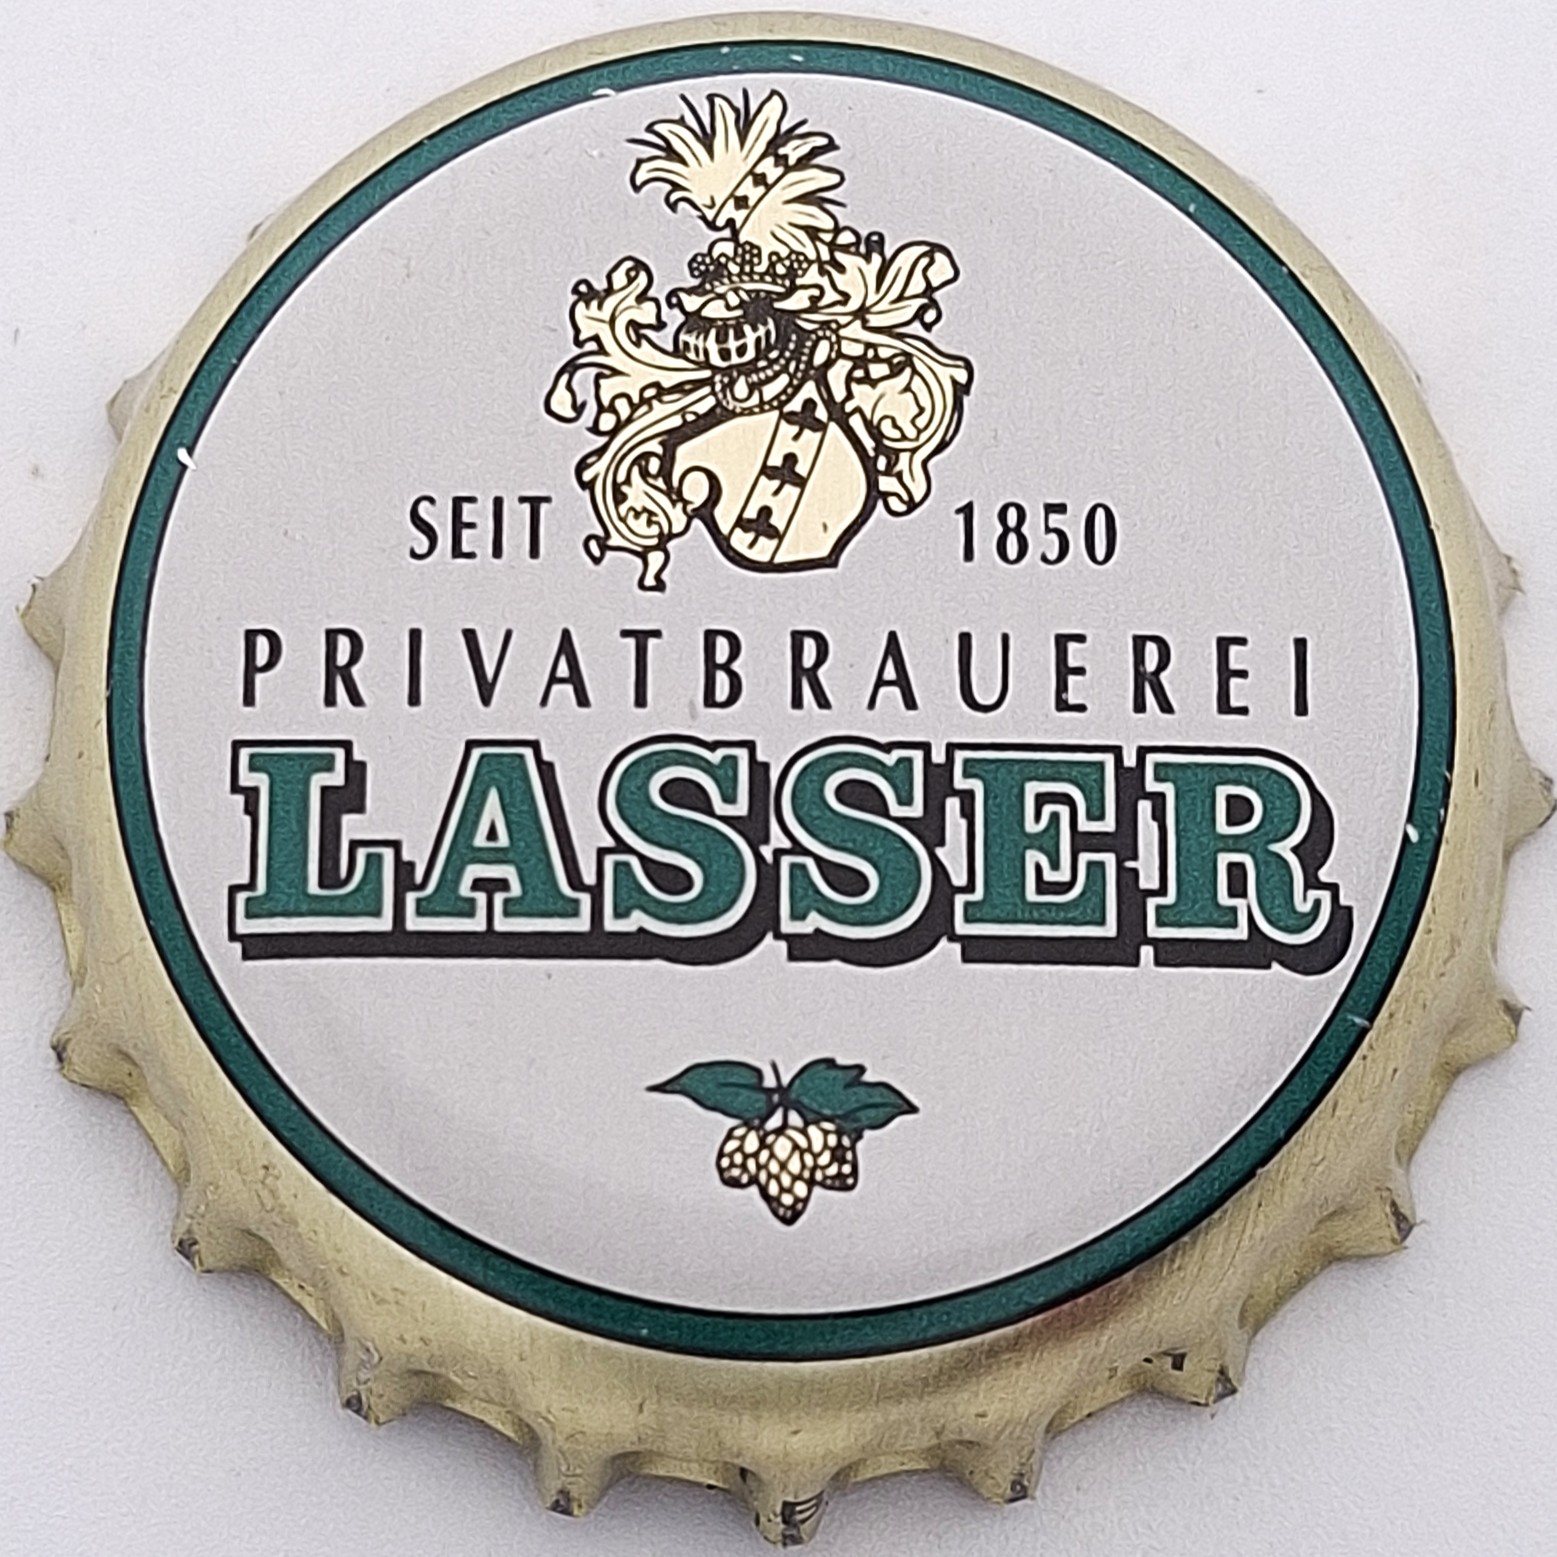 SEIT 1850
PRIVATBRAUEREI
LASSER